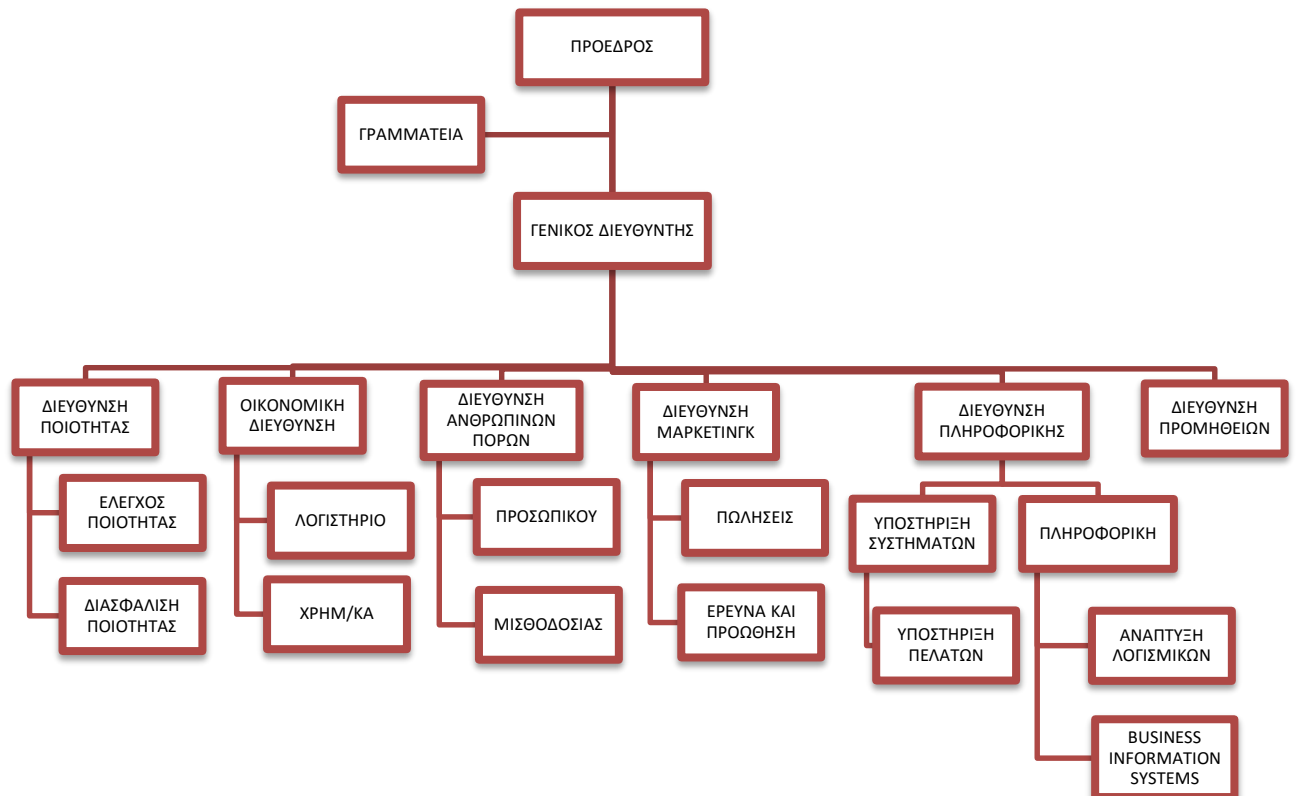 ΠΡΟΕΔΡΟΣ
ΓΡΑΜΜΑΤΕΙΑ
ΓΕΝΙΚΟΣ ΔΙΕΥΘΥΝΤΗΣ
ΔΙΕΥΘΥΝΣΗ
ΠΟΙΟΤΗΤΑΣ
ΕΛΕΓΧΟΣ
ΠΟΙΟΤΗΤΑΣ
ΔΙΑΣΦΑΛΙΣΗ
ΠΟΙΟΤΗΤΑΣ
ΟΙΚΟΝΟΜΙΚΗ
ΔΙΕΥΘΥΝΣΗ
ΛΟΓΙΣΤΗΡΙΟ
ΧΡΗΜ/ΚΑ
ΔΙΕΥΘΥΝΣΗ
ΑΝΘΡΩΠΙΝΩΝ
ΠΟΡΩΝ
ΠΡΟΣΩΠΙΚΟΥ
ΜΙΣΘΟΔΟΣΙΑΣ
ΔΙΕΥΘΥΝΣΗ
ΜΑΡΚΕΤΙΝΓΚ
ΠΩΛΗΣΕΙΣ
ΕΡΕΥΝΑ ΚΑΙ
ΠΡΟΩΘΗΣΗ
ΔΙΕΥΘΥΝΣΗ
ΠΛΗΡΟΦΟΡΙΚΗΣ
ΥΠΟΣΤΗΡΙΞΗ
ΣΥΣΤΗΜΑΤΩΝ
ΥΠΟΣΤΗΡΙΞΗ
ΠΕΛΑΤΩΝ
ΠΛΗΡΟΦΟΡΙΚΗ
ΑΝΑΠΤΥΞΗ
ΛΟΓΙΣΜΙΚΩΝ
BUSINESS
INFORMATION
SYSTEMS
ΔΙΕΥΘΥΝΣΗ
ΠΡΟΜΗΘΕΙΩΝ